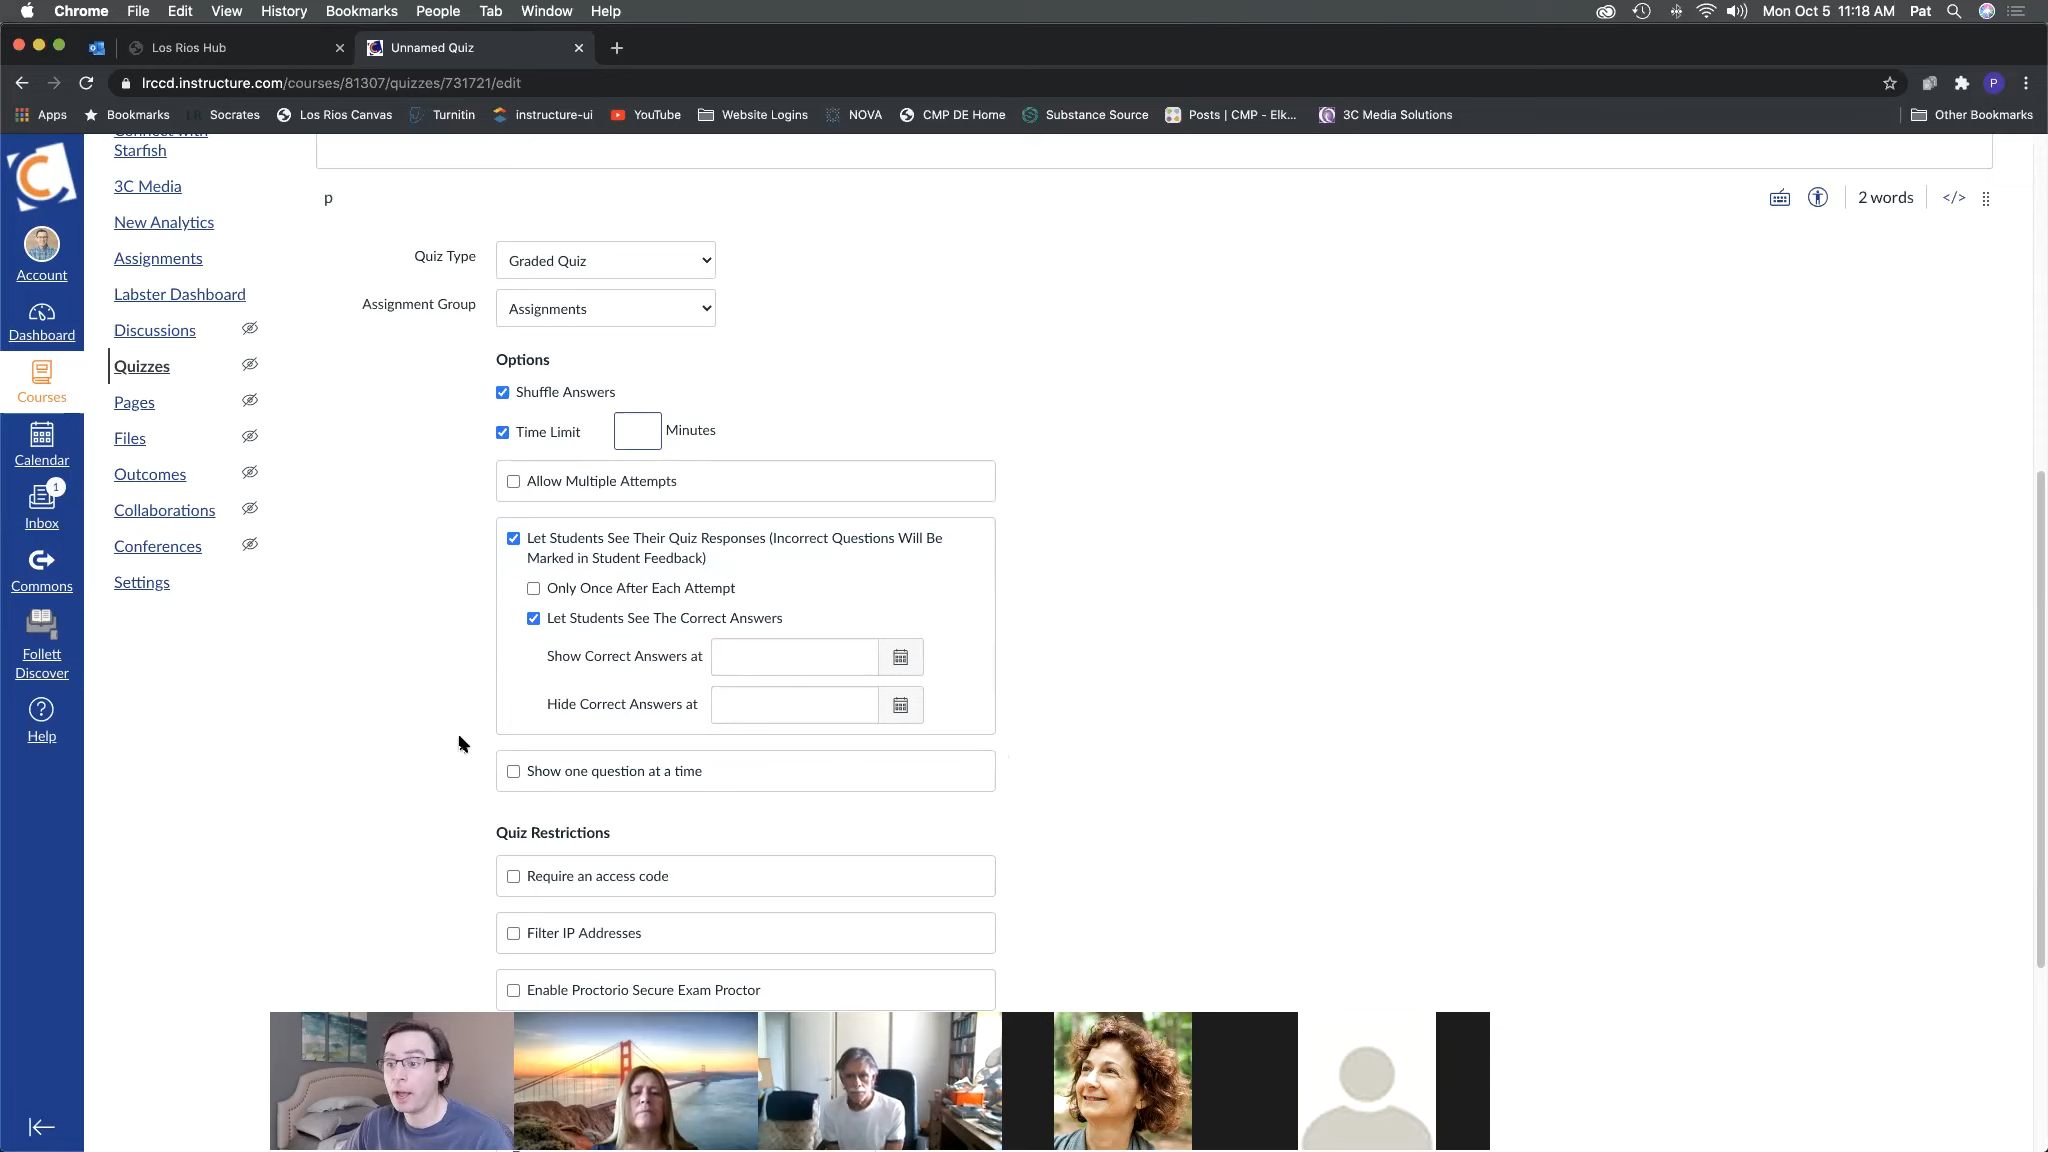 Chrome File Edit View History Bookmarks People Tab Window Help
Mon Oct 5 11:18 AM Pat
Los Rios Hub
Unnamed Quiz
lrccd.instructure.com/courses/81307/quizzes/731721/edit
P
Apps
Bookmarks
LR Socrates
Los Rios Canvas
Turnitin
instructure-ui
YouTube
Website Logins
NOVA
CMP DE Home
Substance Source
Posts | CMP - Elk...
3C Media Solutions
Other Bookmarks
Account
Dashboard
Courses
Calendar
1
Inbox
Commons
Follett
Discover
Help
Connect with
Starfish
3C Media
New Analytics
Assignments
Labster Dashboard
Discussions
Quizzes
Pages
Files
Outcomes
Collaborations
Conferences
Settings
p
2 words
</>
Quiz Type
Graded Quiz
Assignment Group
Assignments
Options
Shuffle Answers
Time Limit
Minutes
Allow Multiple Attempts
Let Students See Their Quiz Responses (Incorrect Questions Will Be
Marked in Student Feedback)
Only Once After Each Attempt
Let Students See The Correct Answers
Show Correct Answers at
Hide Correct Answers at
Show one question at a time
Quiz Restrictions
Require an access code
Filter IP Addresses
Enable Proctorio Secure Exam Proctor